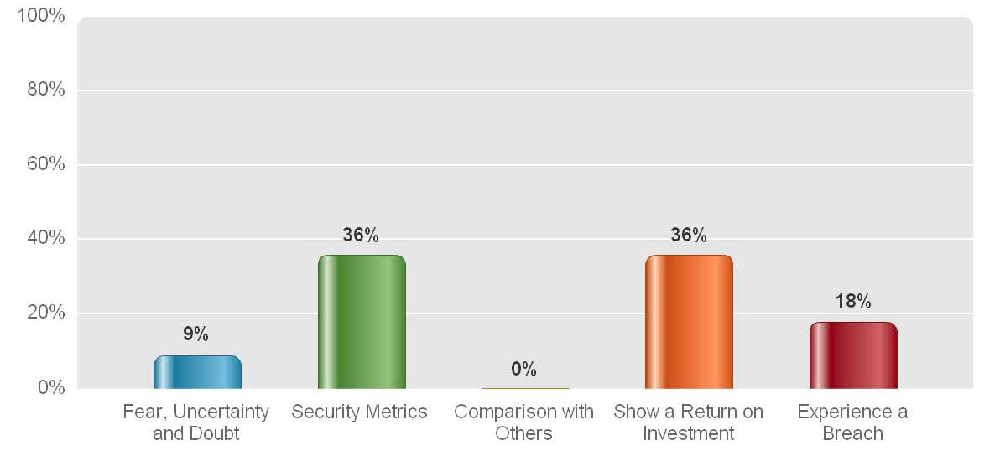 100%
80%
60%
40%
20%
0%
9%
36%
0%
36%
18%
Fear, Uncertainty
and Doubt
Security Metrics
Comparison with
Others
Show a Return on
Investment
Experience a
Breach